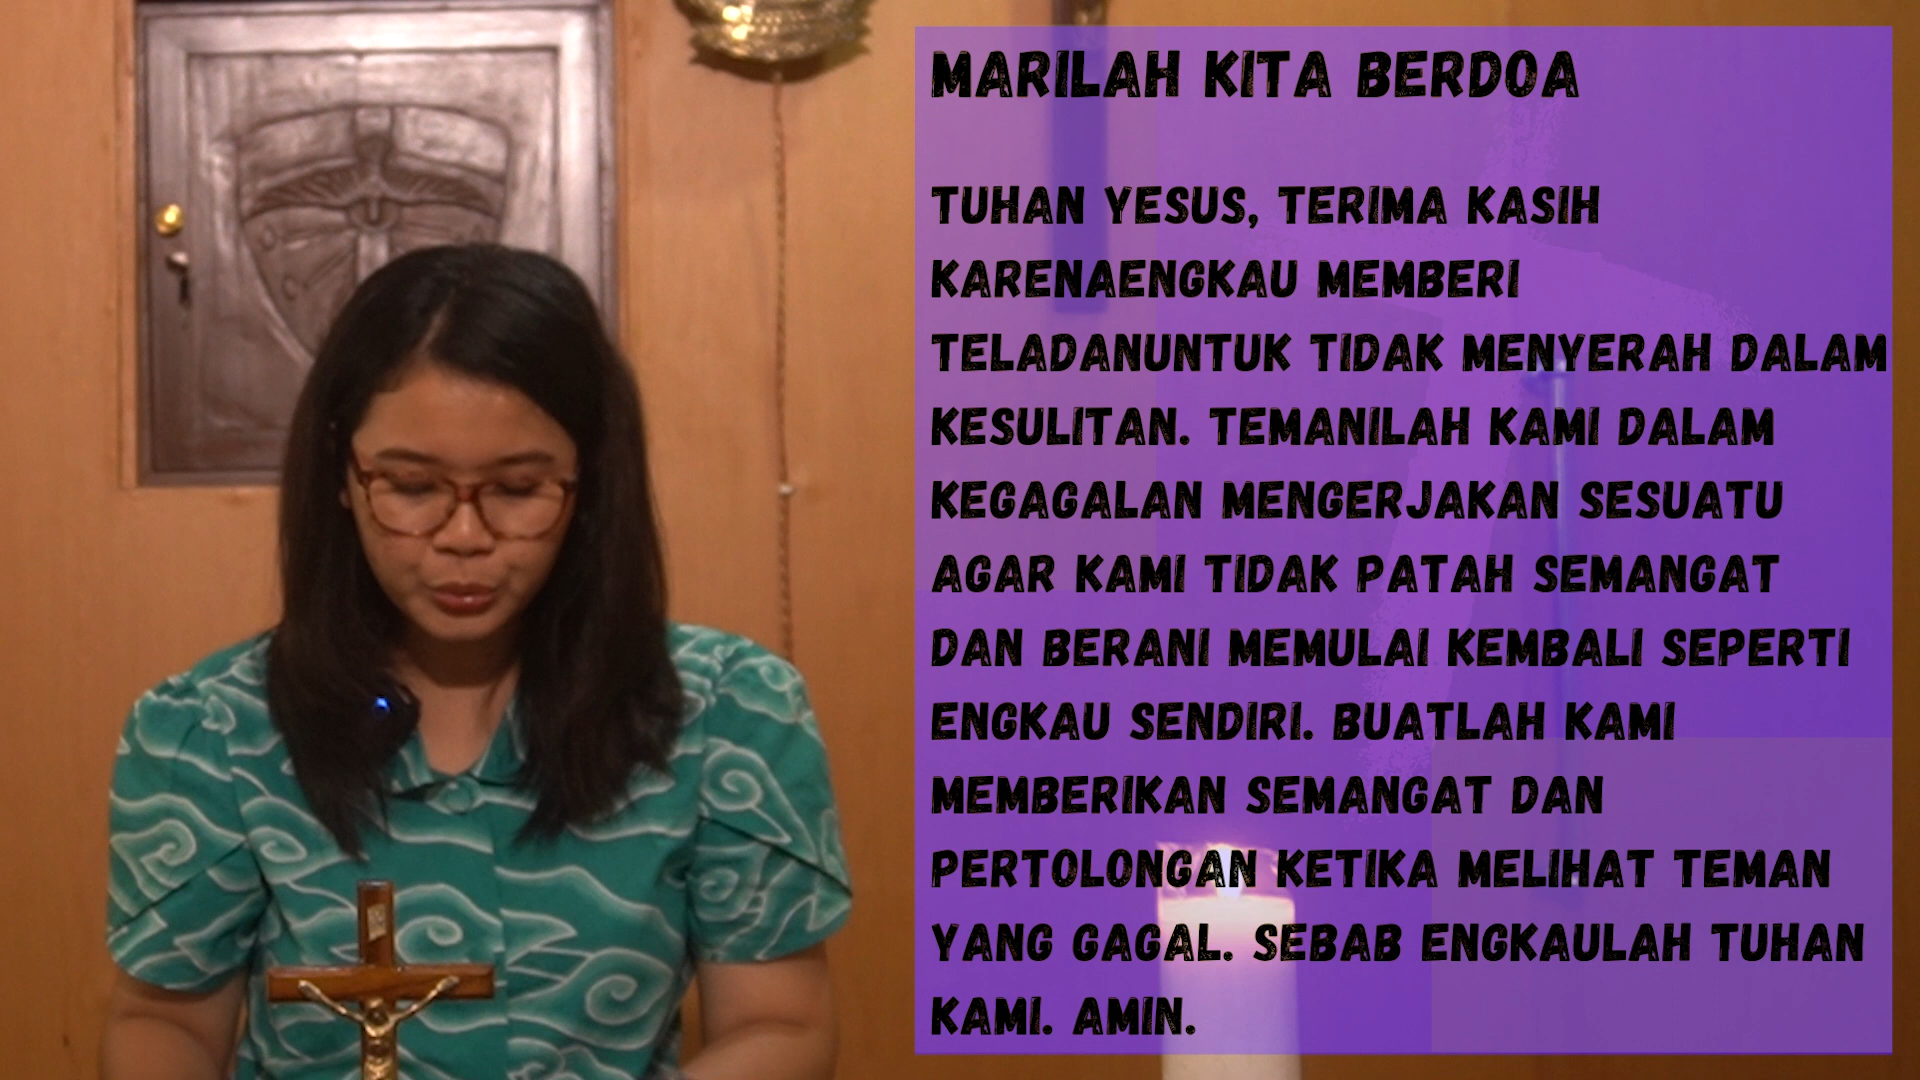 MARILAH KITA BERDOA
TUHAN YESUS, TERIMA KASIH
KARENAENGKAU MEMBERI
TELADANUNTUK TIDAK MENYERAH DALAM
KESULITAN. TEMANILAH KAMI DALAM
KEGAGALAN MENGERJAKAN SESUATU
AGAR KAMI TIDAK PATAH SEMANGAT
DAN BERANI MEMULAI KEMBALI SEPERTI
ENGKAU SENDIRI. BUATLAH KAMI
MEMBERIKAN SEMANGAT DAN
PERTOLONGAN KETIKA MELIHAT TEMAN
YANG GAGAL. SEBAB ENGKAULAH TUHAN
KAMI. AMIN.